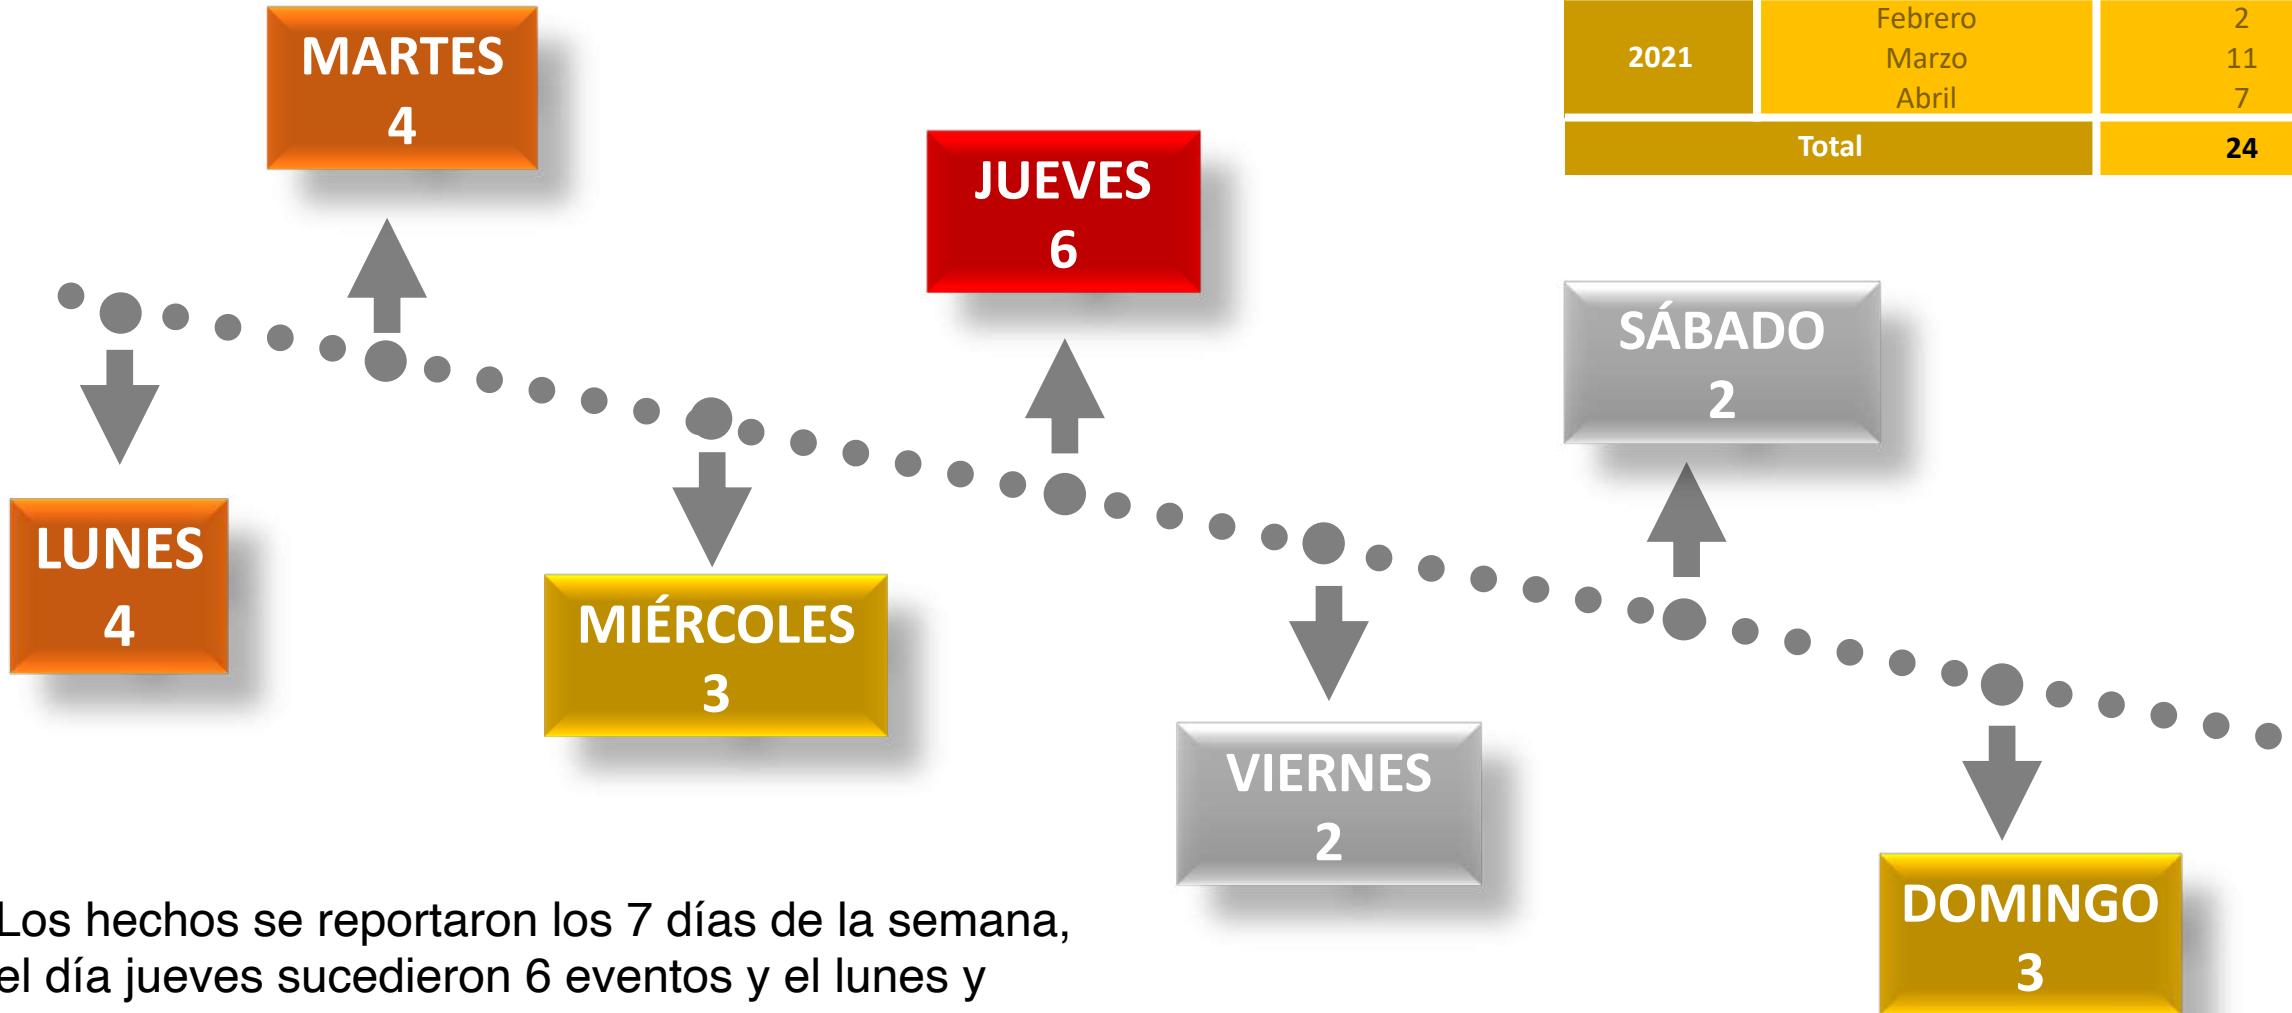 MARTES
4
Febrero 2
2021 Marzo 11
Abril 7
Total 24
JUEVES
6
SÁBADO
2
LUNES
4
MIÉRCOLES
3
VIERNES
2
DOMINGO
3
Los hechos se reportaron los 7 días de la semana,
el día jueves sucedieron 6 eventos y el lunes y